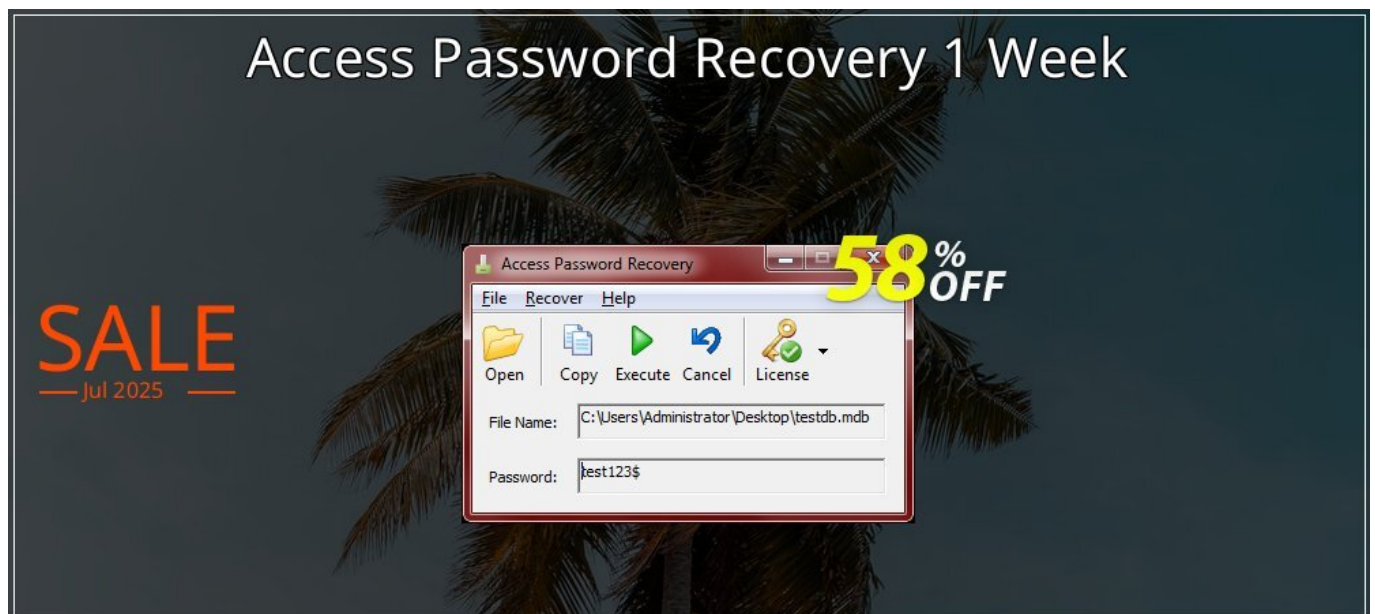 Access Password Recovery 1 Week
SALE
Jul 2025
58% OFF
Access Password Recovery
File Recover Help
Open Copy Execute Cancel License
File Name: C:\Users\Administrator\Desktop\testdb.mdb
Password: test123$